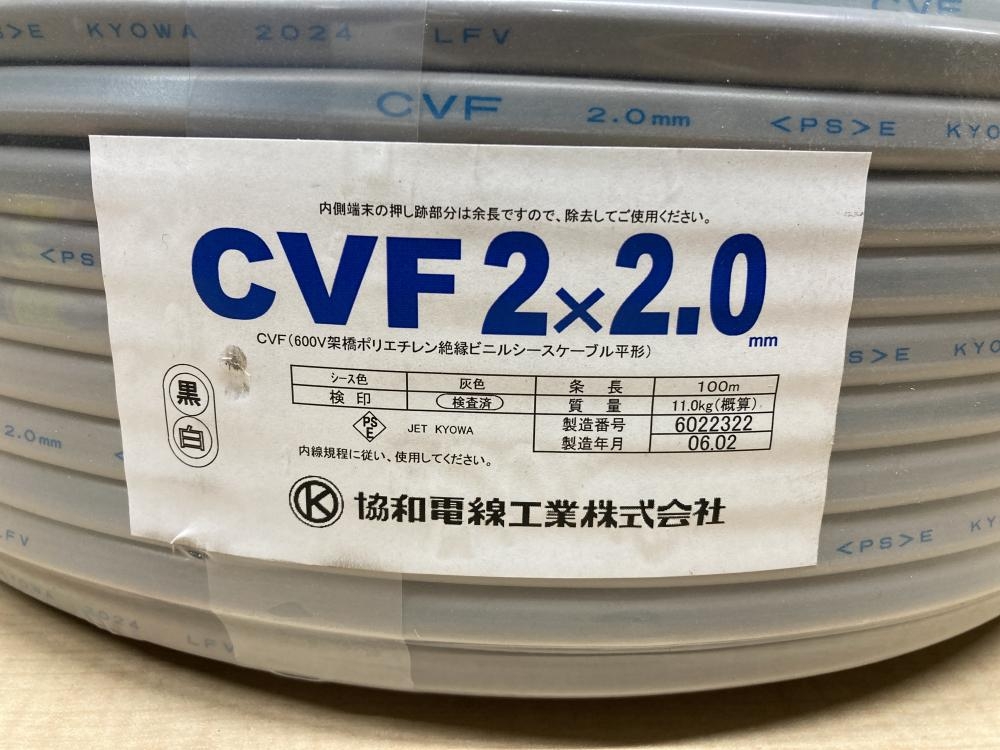 S>E KYOWA 2024 LFV
CVF
CVF 2.0mm <PS>E KYO
内側端末の押し跡部分は余長ですので、除去してご使用ください。
<PS
CVF 2×2.0 mm
CVF(600V架橋ポリエチレン絶縁ビニルシースケーブル平形)
黒
白
シース色 灰色 条長 100m
検印 検査済 質量 11.0kg(概算)
PSE JET KYOWA 製造番号 6022322
製造年月 06.02
内線規程に従い、使用してください。
K 協和電線工業株式会社
<PS>E KYO
2.0mm <
<PS>E KY
LFV
KYOWA 2024 LFV